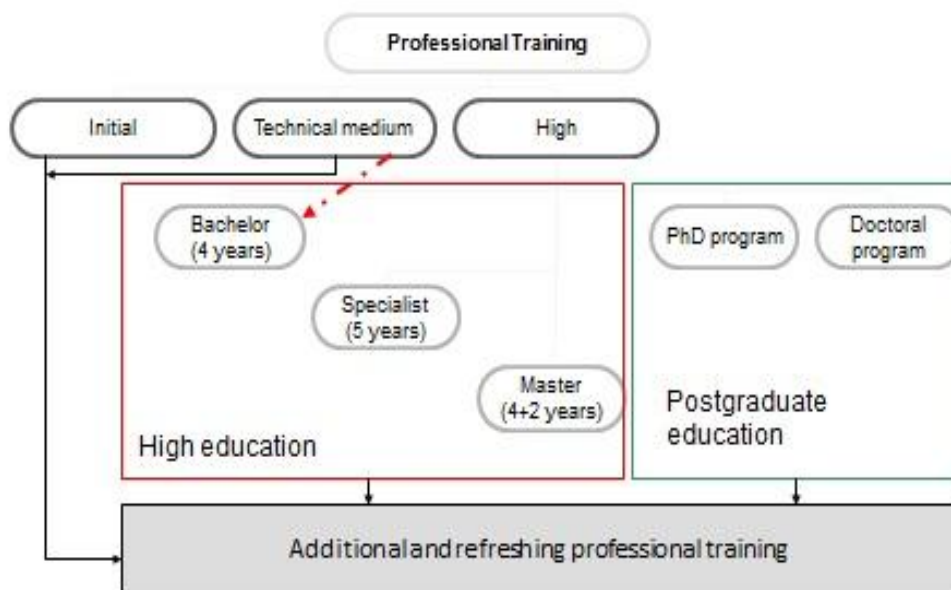 Professional Training
Initial
Technical medium
High
Bachelor
(4 years)
PhD program
Doctoral
program
Specialist
(5 years)
Master
(4+2 years)
Postgraduate
education
High education
Additional and refreshing professional training